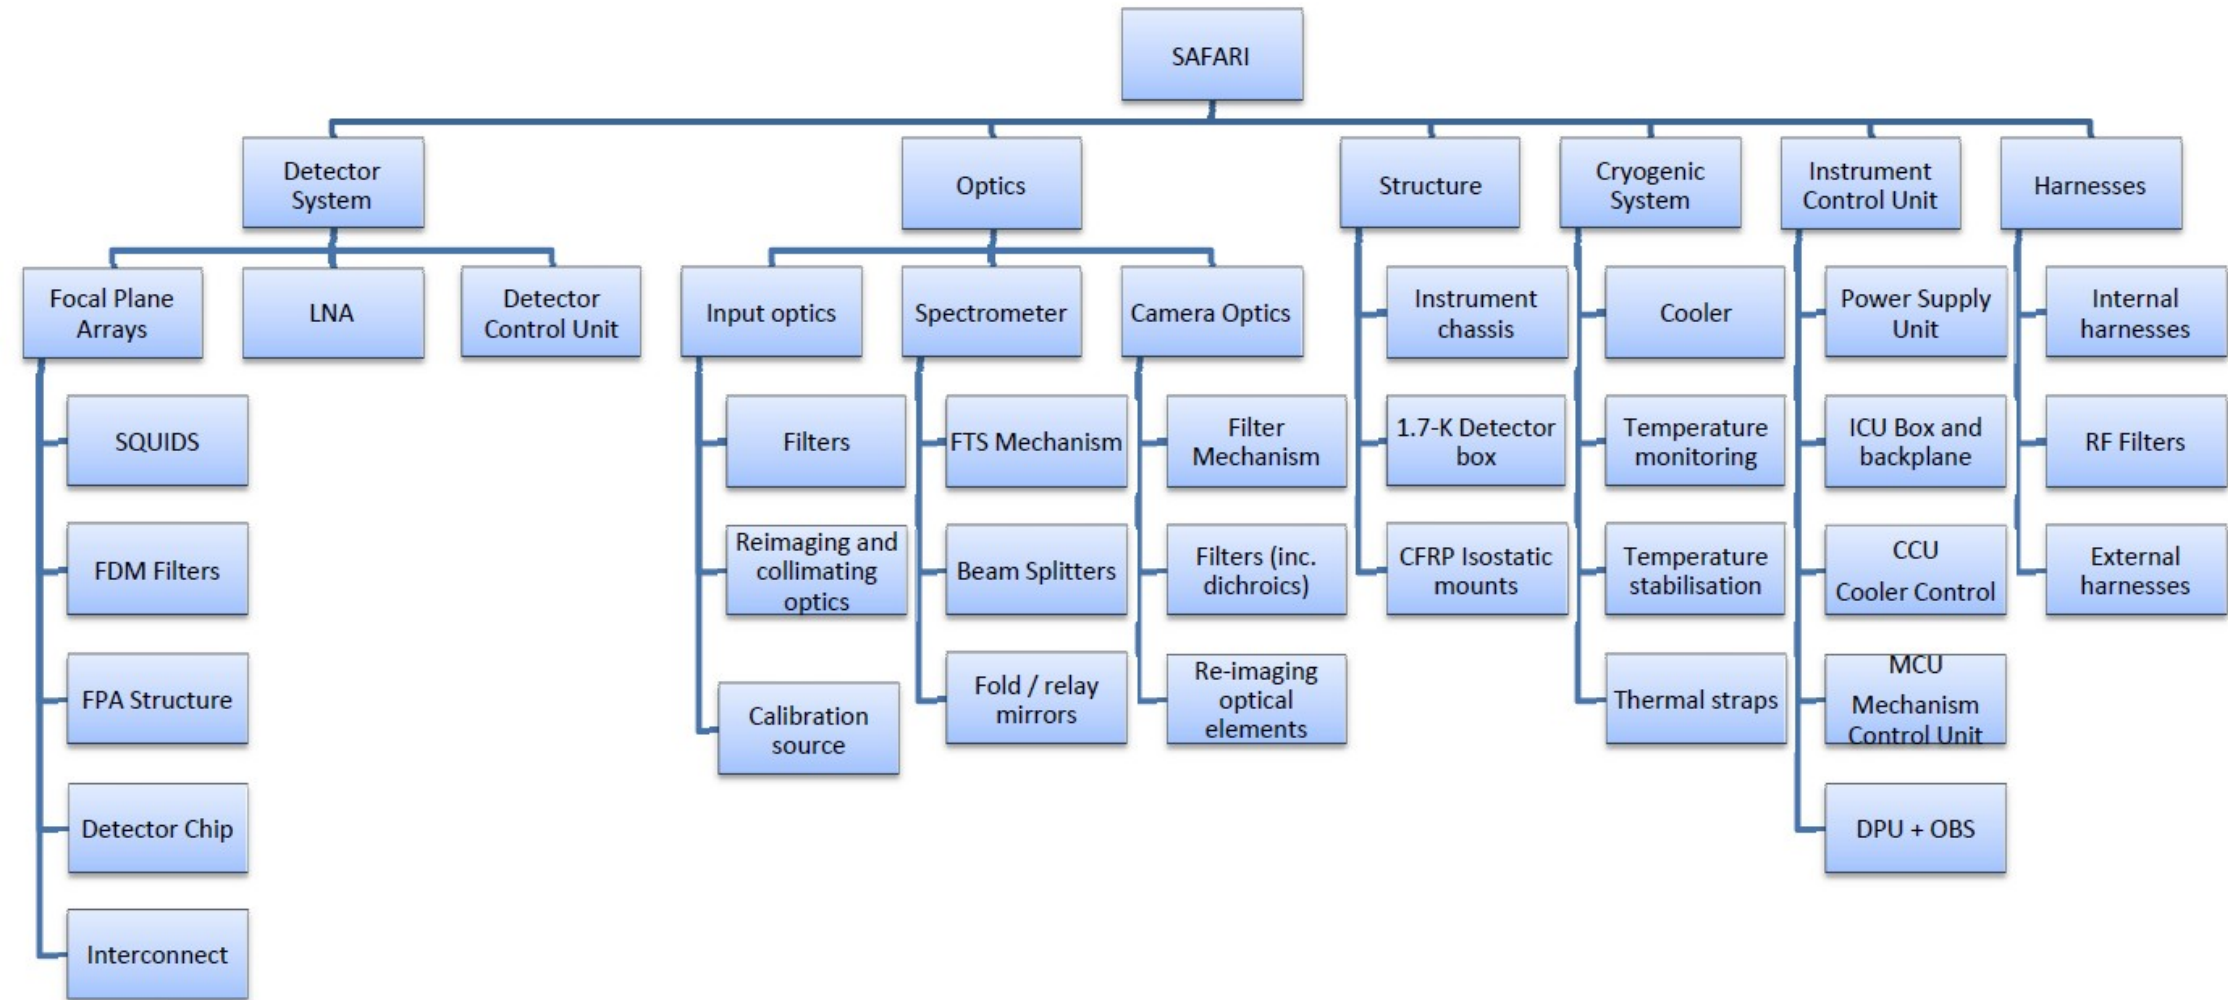 SAFARI
Detector
System
Optics
Structure
Cryogenic
System
Instrument
Control Unit
Harnesses
Focal Plane
Arrays
LNA
Detector
Control Unit
Input optics
Spectrometer
Camera Optics
Instrument
chassis
Cooler
Power Supply
Unit
Internal
harnesses
SQUIDS
Filters
FTS Mechanism
Filter
Mechanism
1.7-K Detector
box
Temperature
monitoring
ICU Box and
backplane
RF Filters
FDM Filters
Reimaging and
collimating
optics
Beam Splitters
Filters (inc.
dichroics)
CFRP Isostatic
mounts
Temperature
stabilisation
CCU
Cooler Control
External
harnesses
FPA Structure
Calibration
source
Fold / relay
mirrors
Re-imaging
optical
elements
Thermal straps
MCU
Mechanism
Control Unit
Detector Chip
DPU + OBS
Interconnect